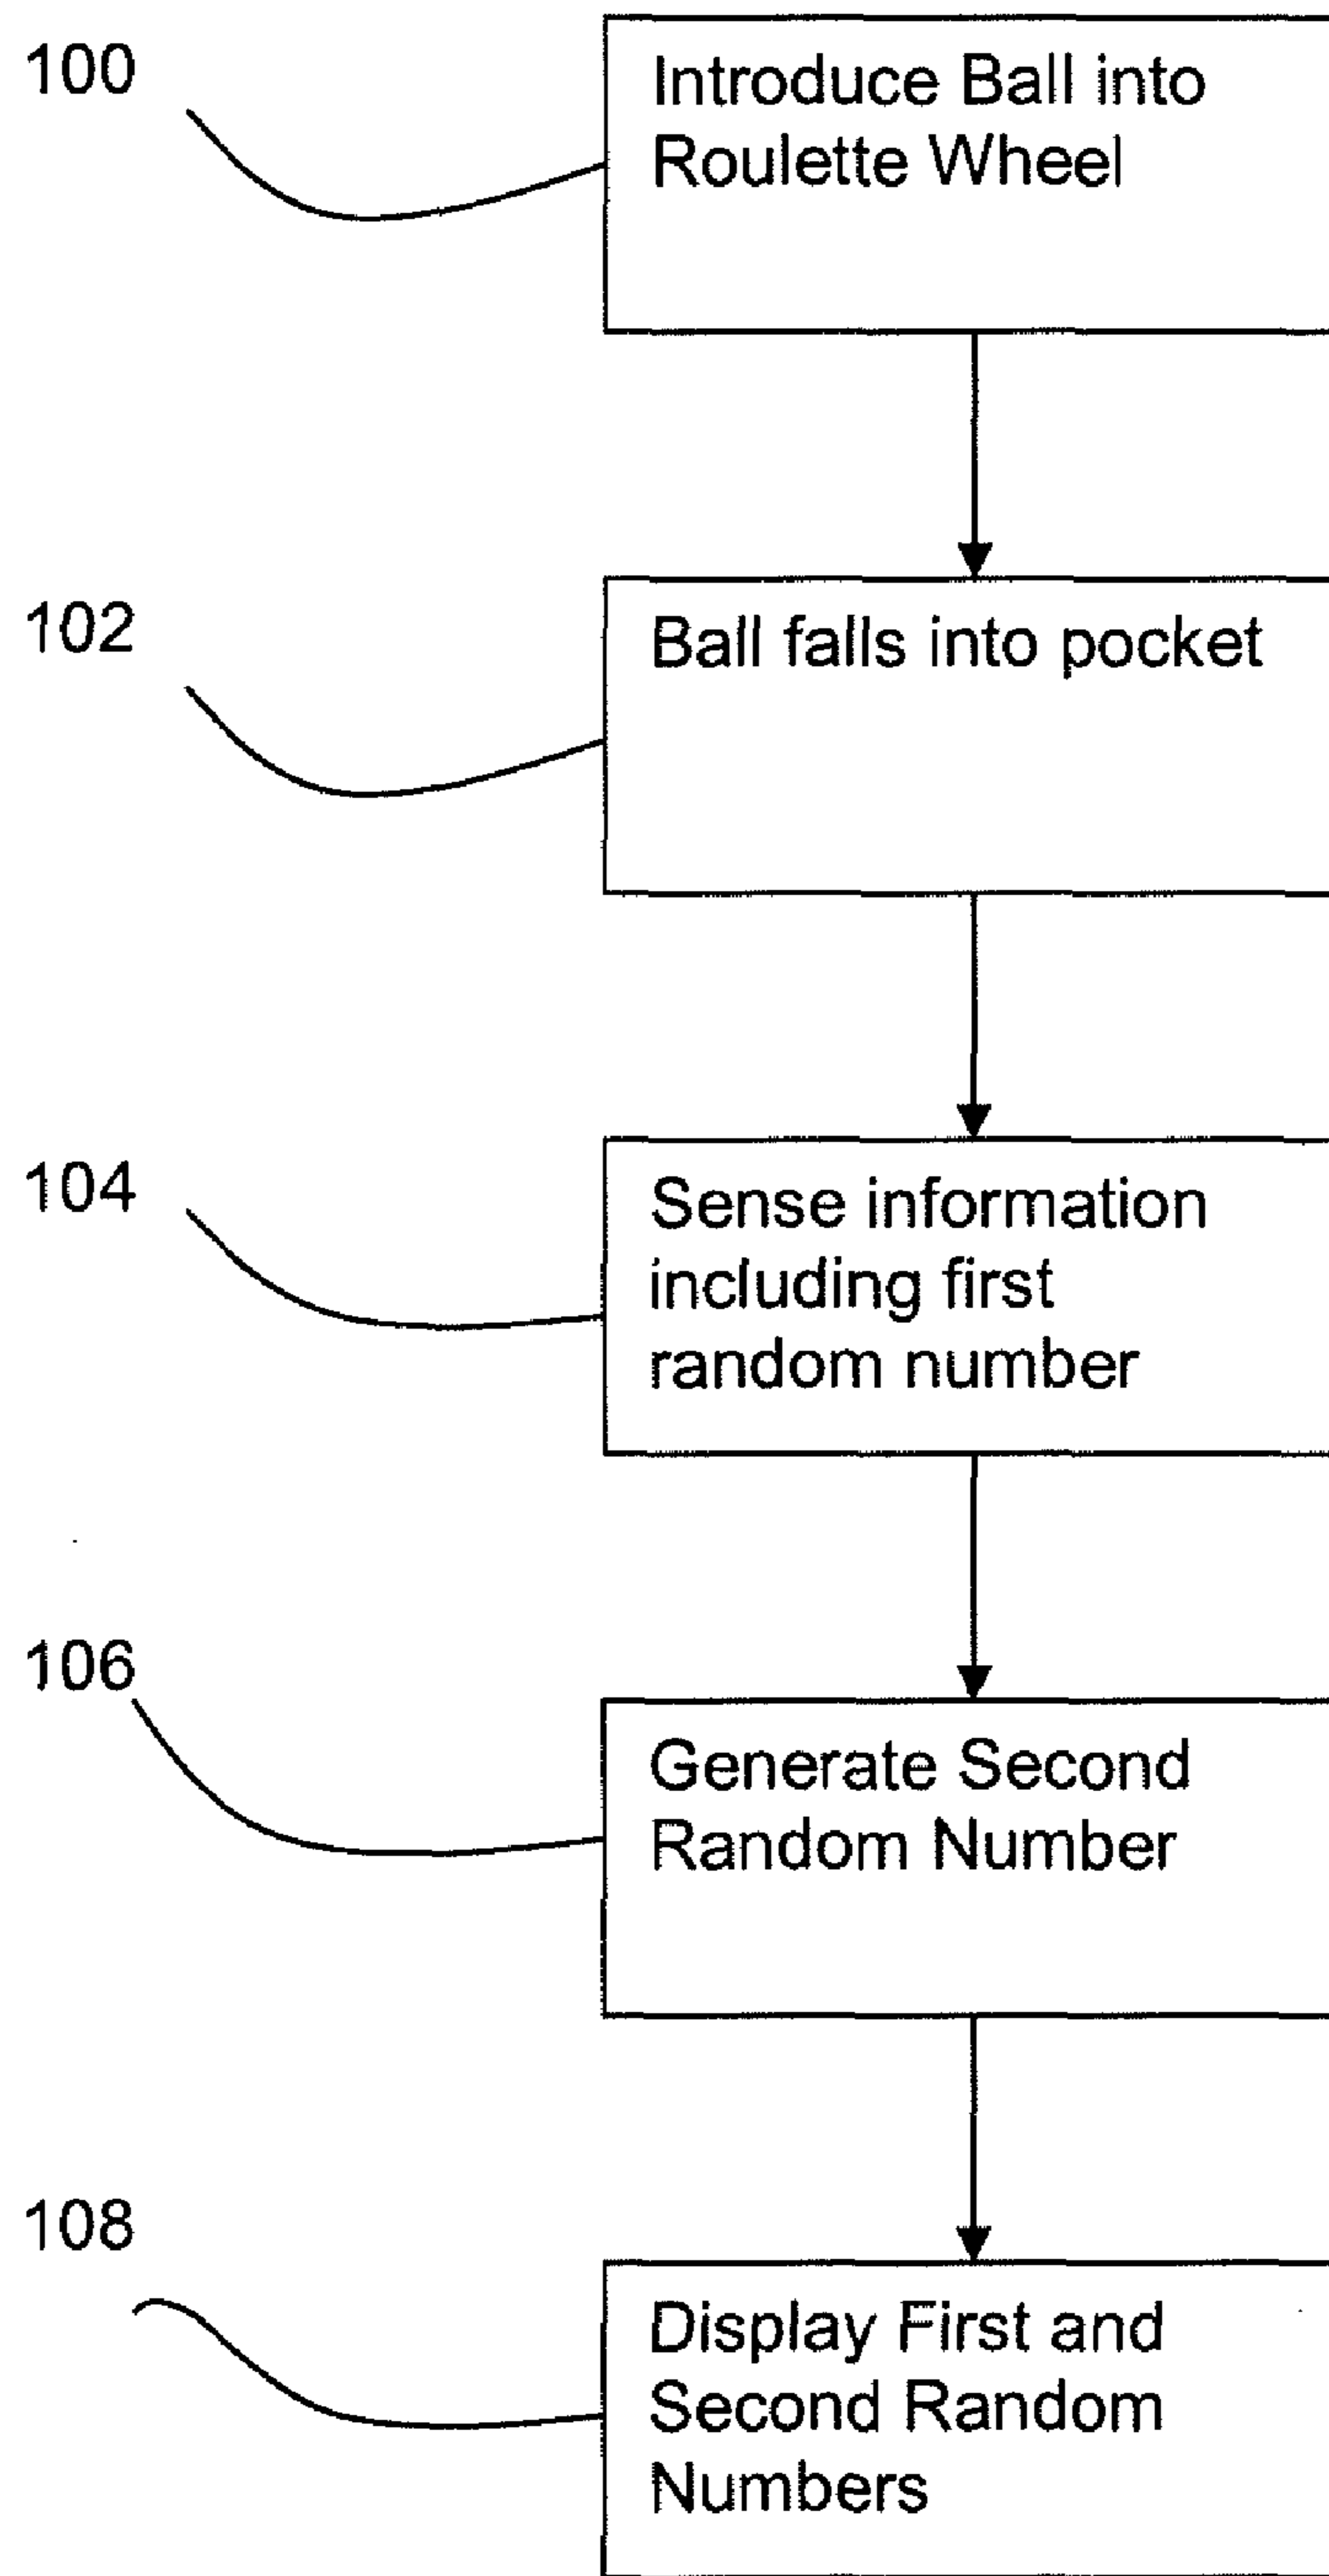 100
Introduce Ball into
Roulette Wheel
102
Ball falls into pocket
104
Sense information
including first
random number
106
Generate Second
Random Number
108
Display First and
Second Random
Numbers